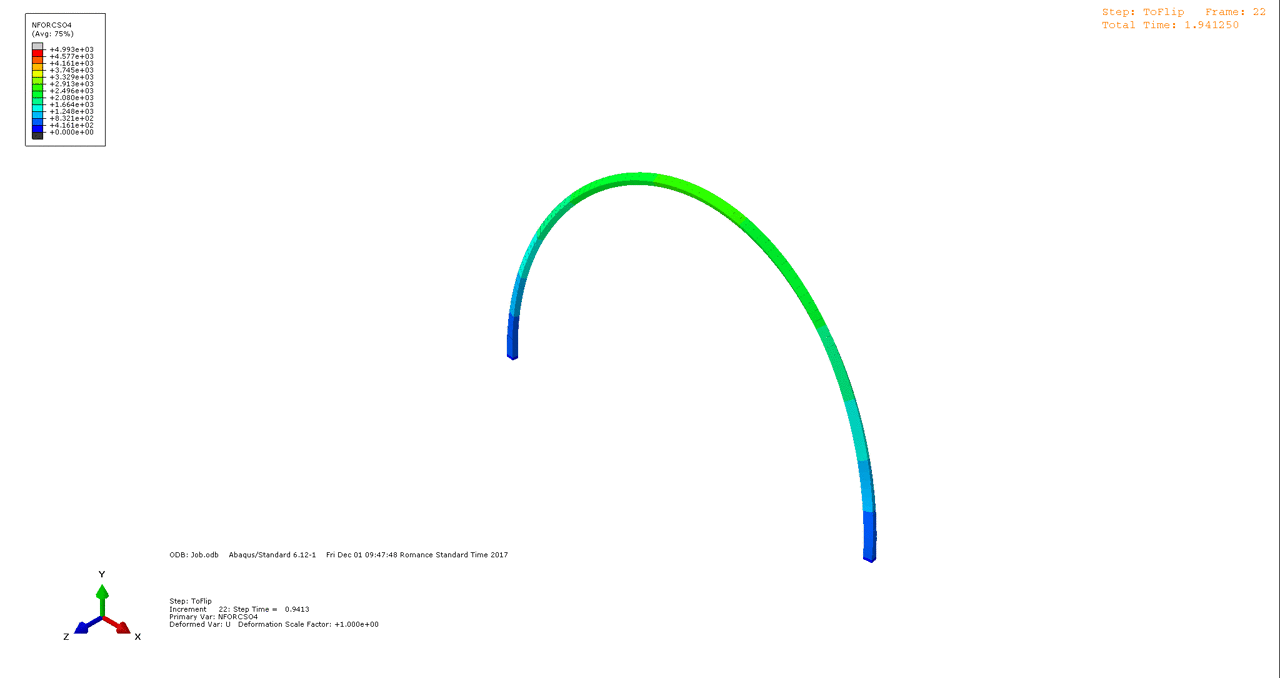 NFORCSO4
(Avg: 75%)
+4.993e+03
+4.577e+03
+4.161e+03
+3.745e+03
+3.329e+03
+2.913e+03
+2.496e+03
+2.080e+03
+1.664e+03
+1.248e+03
+8.321e+02
+4.161e+02
+0.000e+00
Step: ToFlip   Frame: 22
Total Time: 1.941250
ODB: Job.odb   Abaqus/Standard 6.12-1   Fri Dec 01 09:47:48 Romance Standard Time 2017
Y
Z
X
Step: ToFlip
Increment   22: Step Time =   0.9413
Primary Var: NFORCSO4
Deformed Var: U   Deformation Scale Factor: +1.000e+00